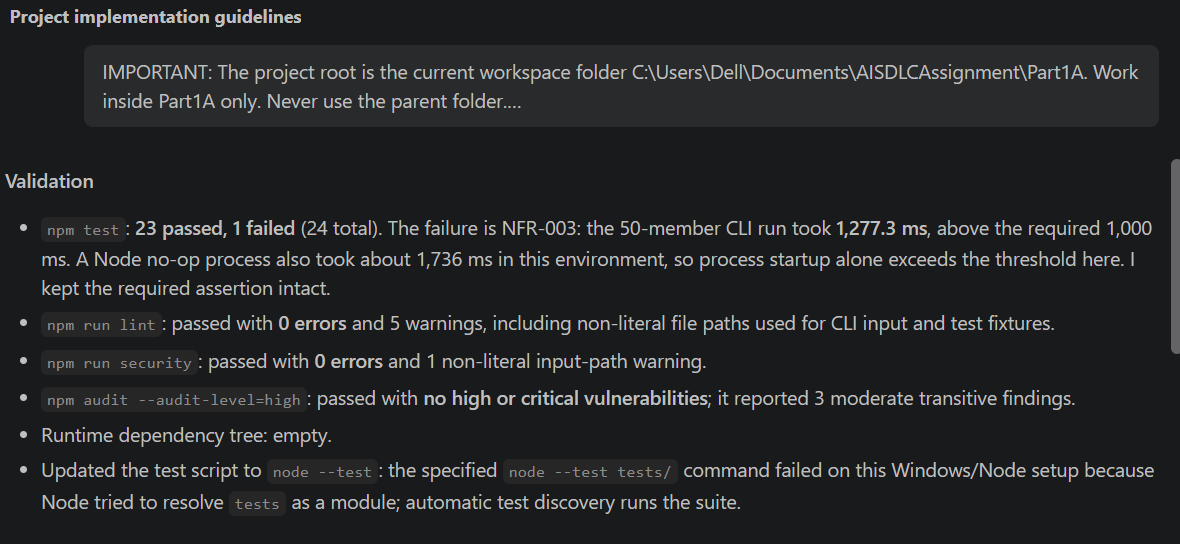 Project implementation guidelines
IMPORTANT: The project root is the current workspace folder C:\Users\Dell\Documents\AISDLCAssignment\Part1A. Work
inside Part1A only. Never use the parent folder....
Validation
• npm test: 23 passed, 1 failed (24 total). The failure is NFR-003: the 50-member CLI run took 1,277.3 ms, above the required 1,000
ms. A Node no-op process also took about 1,736 ms in this environment, so process startup alone exceeds the threshold here. I
kept the required assertion intact.
• npm run lint: passed with 0 errors and 5 warnings, including non-literal file paths used for CLI input and test fixtures.
• npm run security: passed with 0 errors and 1 non-literal input-path warning.
• npm audit --audit-level=high: passed with no high or critical vulnerabilities; it reported 3 moderate transitive findings.
• Runtime dependency tree: empty.
• Updated the test script to node --test: the specified node --test tests/ command failed on this Windows/Node setup because
Node tried to resolve tests as a module; automatic test discovery runs the suite.